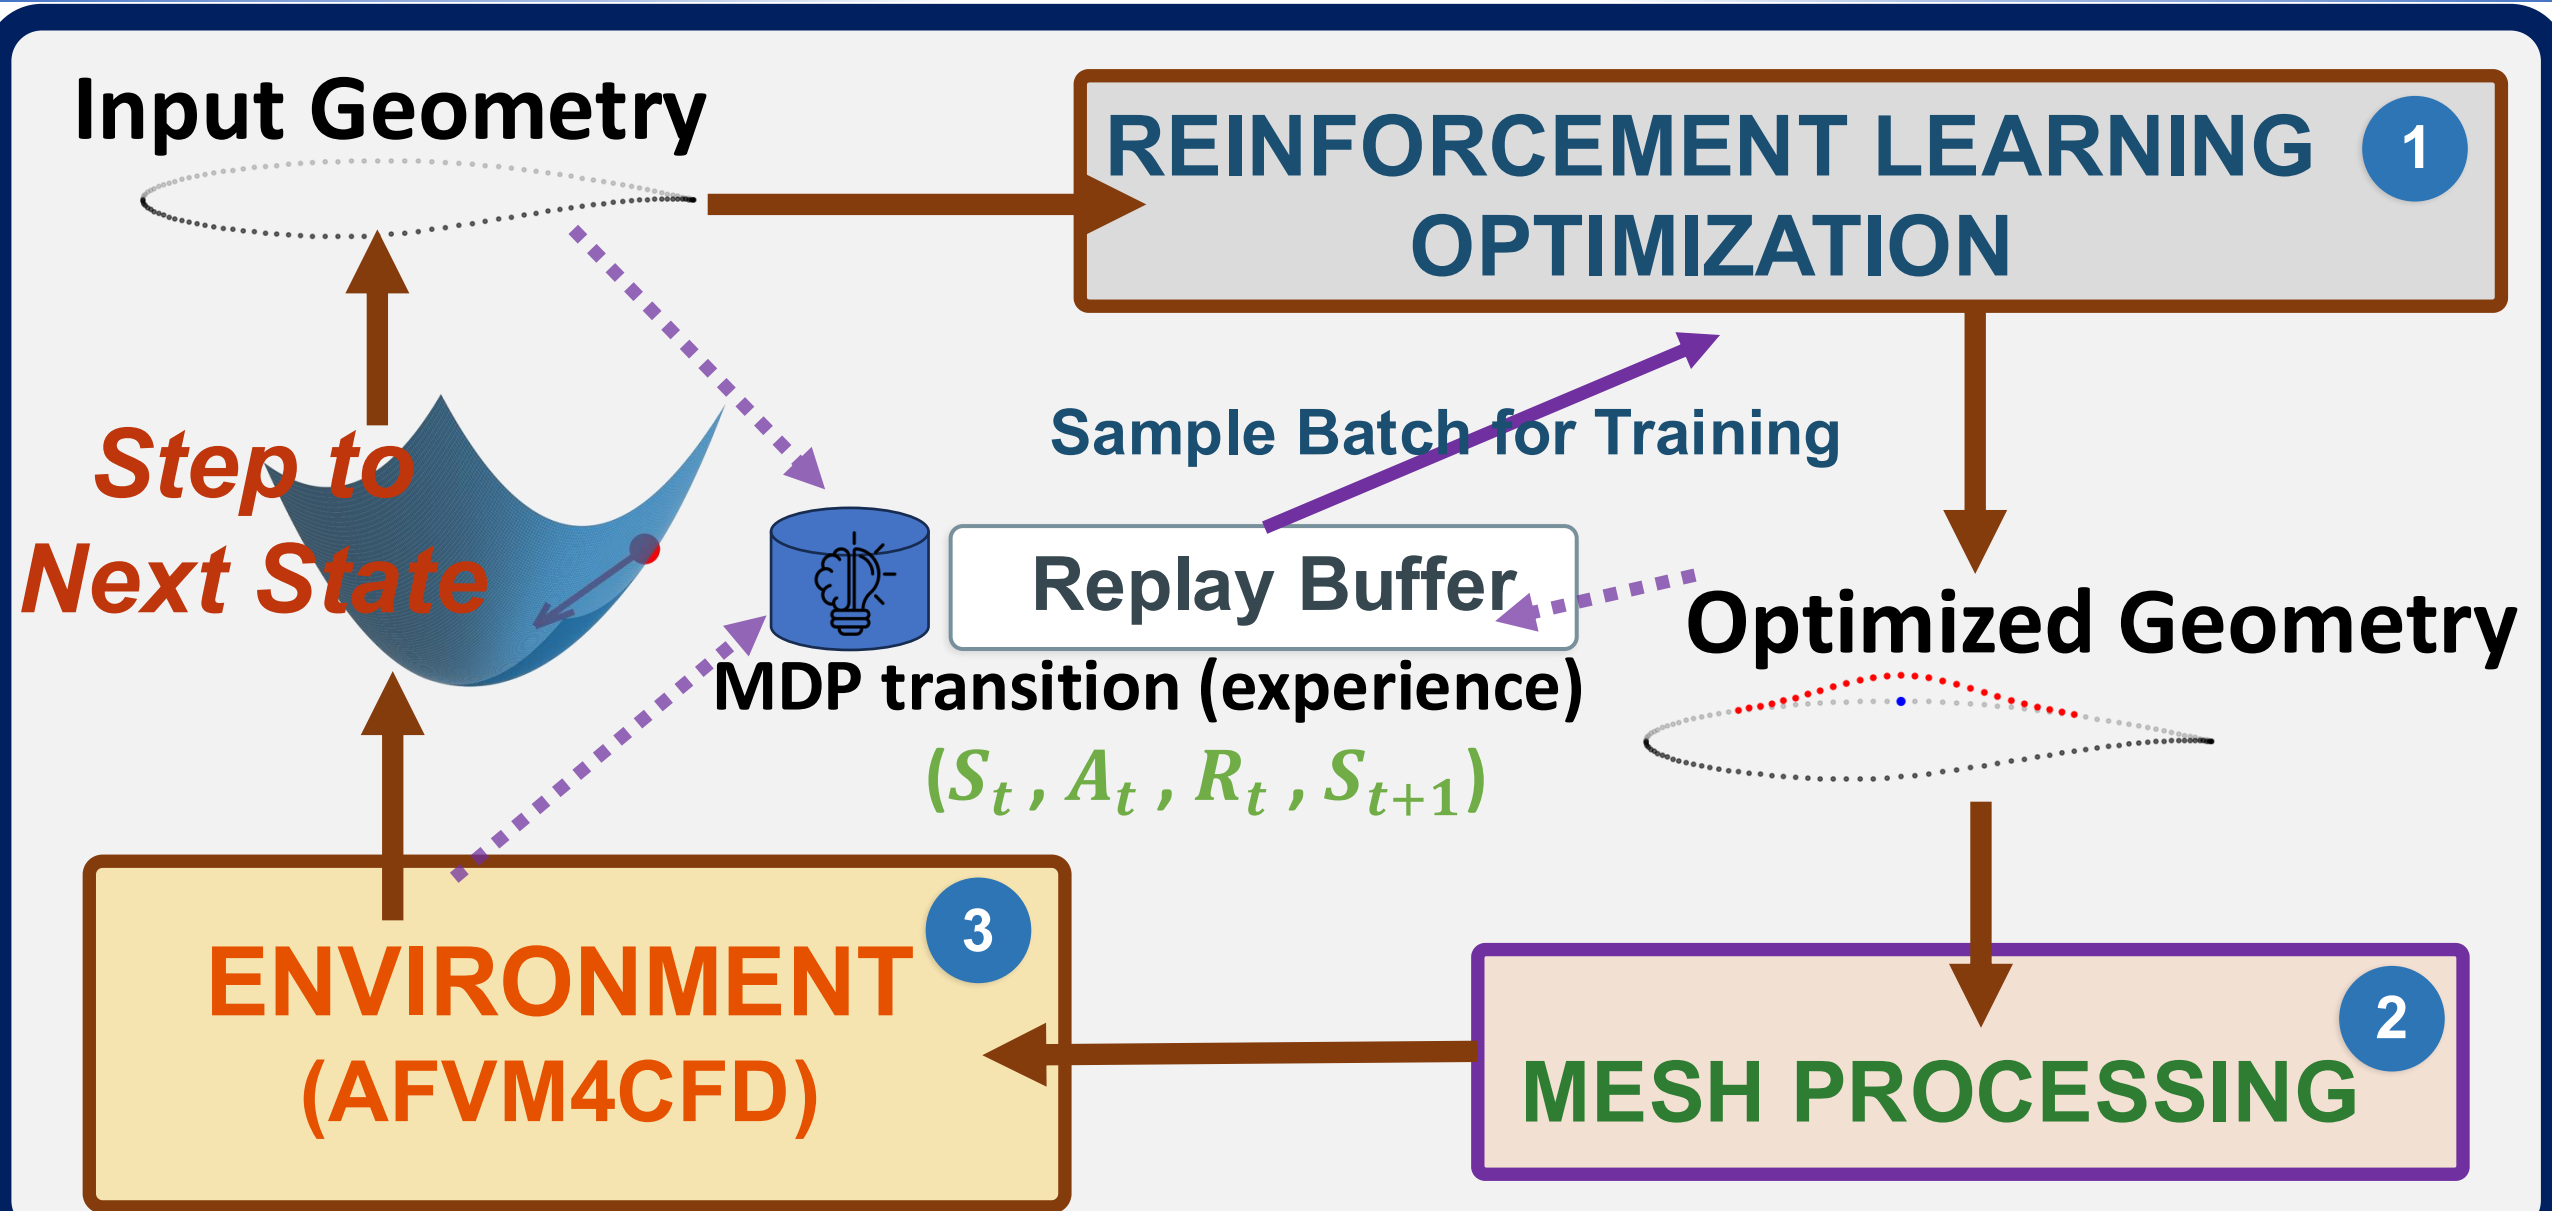 Input Geometry
REINFORCEMENT LEARNING
OPTIMIZATION
1
Sample Batch for Training
Step to
Next State
Replay Buffer
MDP transition (experience)
(S_t , A_t , R_t , S_{t+1})
Optimized Geometry
ENVIRONMENT
(AFVM4CFD)
3
MESH PROCESSING
2